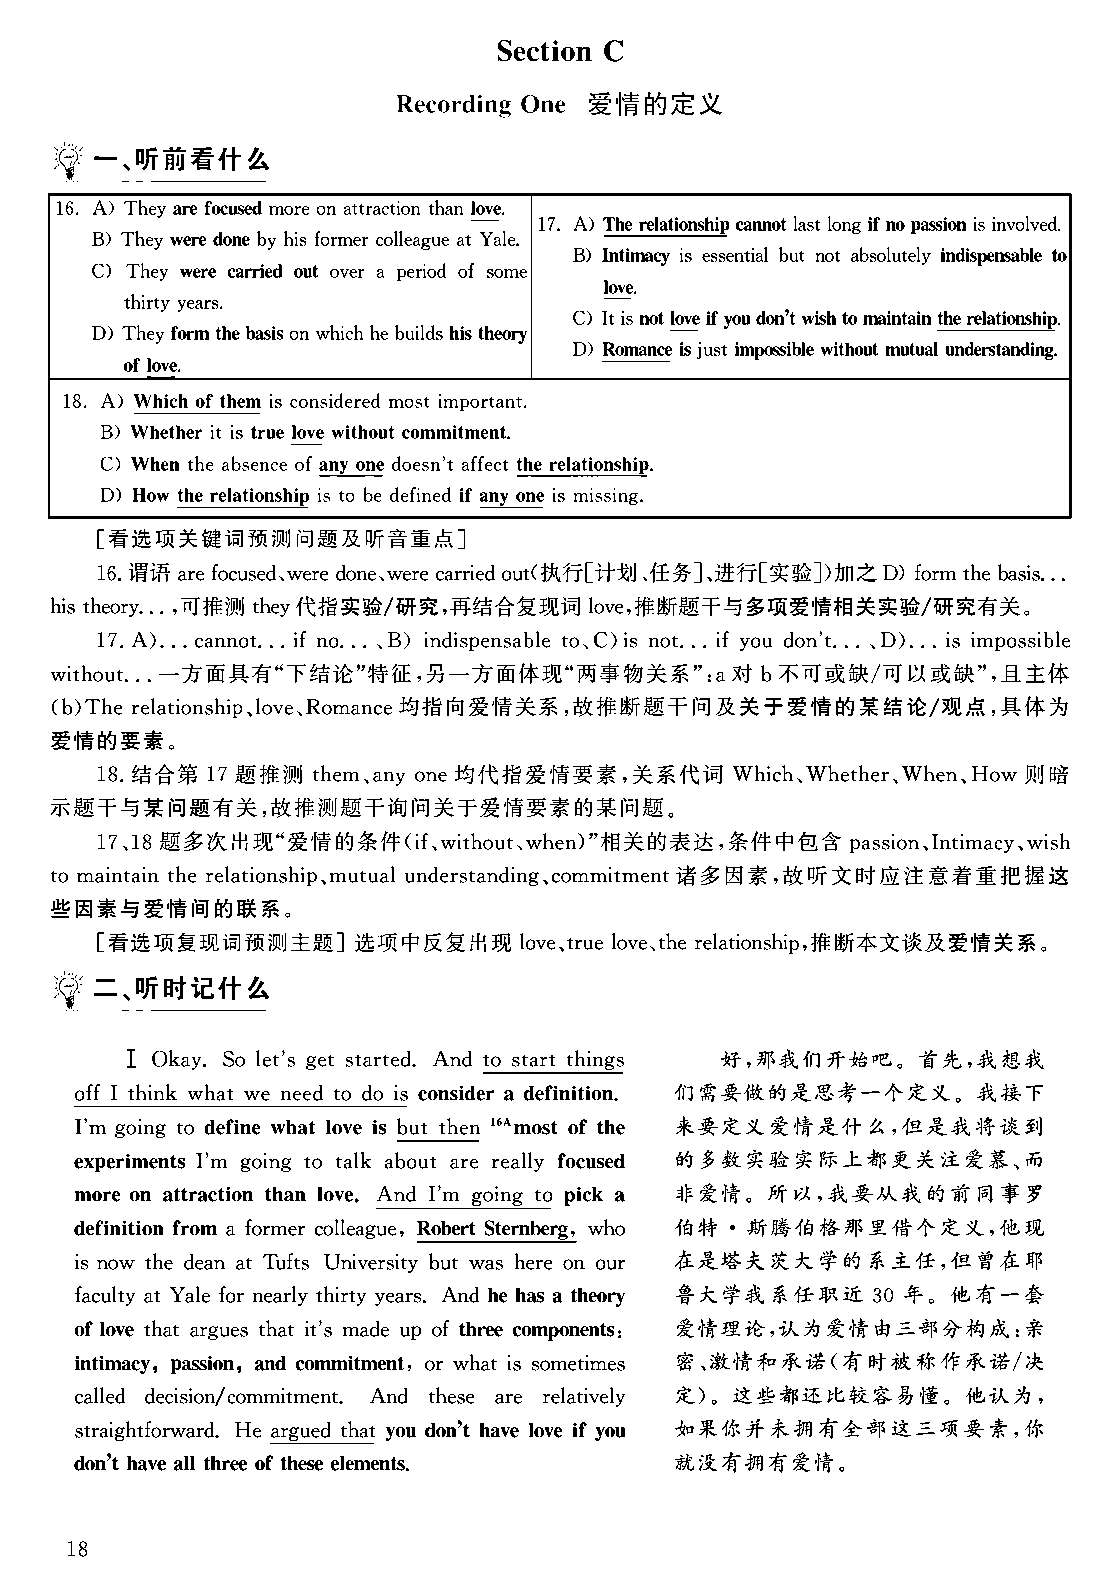 Section C
Recording One 爱情的定义
一、听前看什么
16. A) They are focused more on attraction than love.
B) They were done by his former colleague at Yale.
C) They were carried out over a period of some
thirty years.
D) They form the basis on which he builds his theory
of love.
17. A) The relationship cannot last long if no passion is involved.
B) Intimacy is essential but not absolutely indispensable to
love.
C) It is not love if you don't wish to maintain the relationship.
D) Romance is just impossible without mutual understanding.
18. A) Which of them is considered most important.
B) Whether it is true love without commitment.
C) When the absence of any one doesn't affect the relationship.
D) How the relationship is to be defined if any one is missing.
[看选项关键词预测问题及听音重点]
16. 谓语 are focused、were done、were carried out(执行[计划、任务]、进行[实验])加之 D) form the basis...
his theory...,可推测 they 代指实验/研究,再结合复现词 love,推断题干与多项爱情相关实验/研究有关。
17. A)... cannot... if no...、B) indispensable to、C) is not... if you don't...、D)... is impossible
without... 一方面具有“下结论”特征,另一方面体现“两事物关系”:a 对 b 不可或缺/可以或缺”,且主体
(b)The relationship、love、Romance 均指向爱情关系,故推断题干问及关于爱情的某结论/观点,具体为
爱情的要素。
18. 结合第 17 题推测 them、any one 均代指爱情要素,关系代词 Which、Whether、When、How 则暗
示题干与某问题有关,故推测题干询问关于爱情要素的某问题。
17、18 题多次出现“爱情的条件(if、without、when)”相关的表达,条件中包含 passion、Intimacy、wish
to maintain the relationship、mutual understanding、commitment 诸多因素,故听文时应注意着重把握这
些因素与爱情间的联系。
[看选项复现词预测主题] 选项中反复出现 love、true love、the relationship,推断本文谈及爱情关系。
二、听时记什么
Ⅰ Okay. So let's get started. And to start things
off I think what we need to do is consider a definition.
I'm going to define what love is but then 16Amost of the
experiments I'm going to talk about are really focused
more on attraction than love. And I'm going to pick a
definition from a former colleague, Robert Sternberg, who
is now the dean at Tufts University but was here on our
faculty at Yale for nearly thirty years. And he has a theory
of love that argues that it's made up of three components:
intimacy, passion, and commitment, or what is sometimes
called decision/commitment. And these are relatively
straightforward. He argued that you don't have love if you
don't have all three of these elements.
好,那我们开始吧。首先,我想我
们需要做的是思考一个定义。我接下
来要定义爱情是什么,但是我将谈到
的多数实验实际上都更关注爱慕、而
非爱情。所以,我要从我的前同事罗
伯特·斯腾伯格那里借个定义,他现
在是塔夫茨大学的系主任,但曾在耶
鲁大学我系任职近 30 年。他有一套
爱情理论,认为爱情由三部分构成:亲
密、激情和承诺(有时被称作承诺/决
定)。这些都还比较容易懂。他认为,
如果你并未拥有全部这三项要素,你
就没有拥有爱情。
18